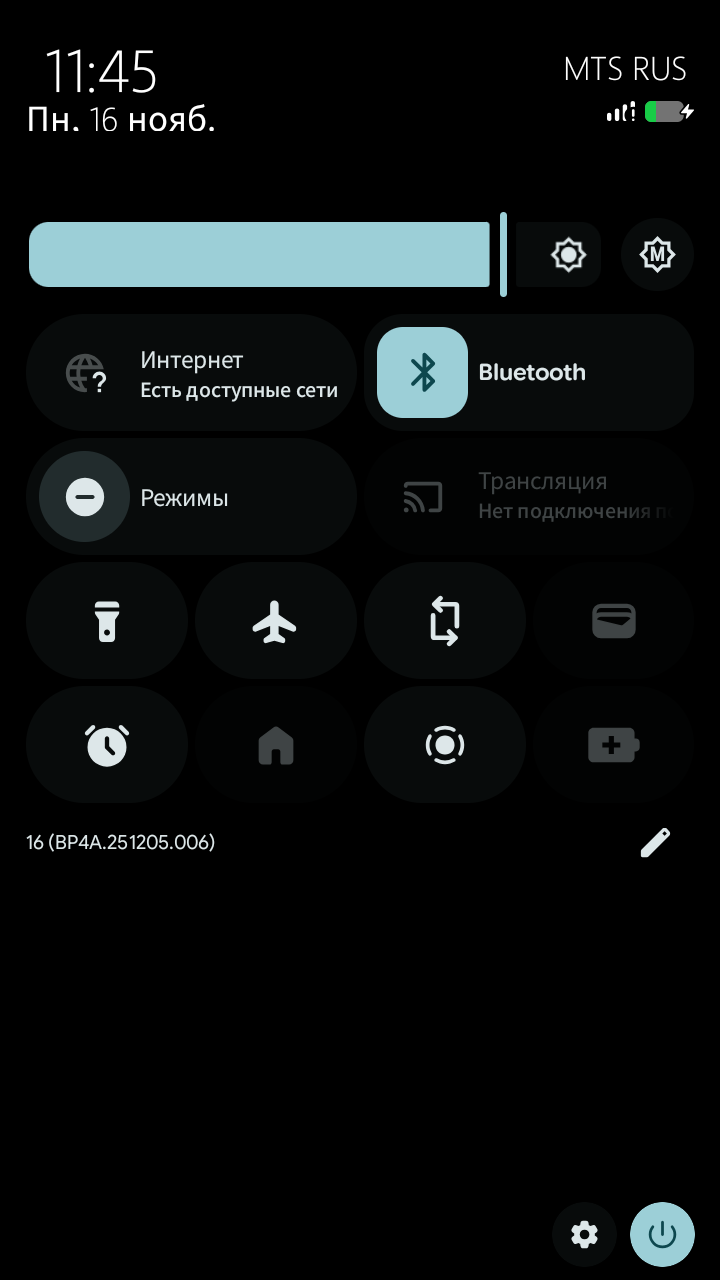 11:45
MTS RUS
Пн. 16 нояб.
M
Интернет
Есть доступные сети
Bluetooth
Режимы
Трансляция
Нет подключения
16 (BP4A.251205.006)